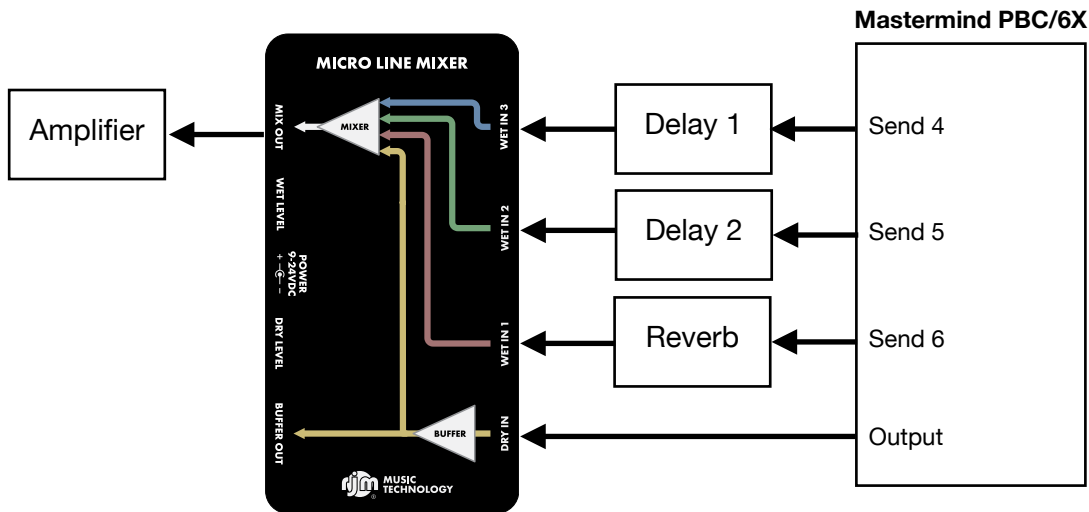 Mastermind PBC/6X
MICRO LINE MIXER
Amplifier
MIX OUT
MIXER
WET IN 3
Delay 1
Send 4
WET LEVEL
WET IN 2
Delay 2
Send 5
POWER
9-24VDC
+ -
DRY LEVEL
WET IN 1
Reverb
Send 6
BUFFER OUT
BUFFER
DRY IN
Output
rjm MUSIC
TECHNOLOGY
®